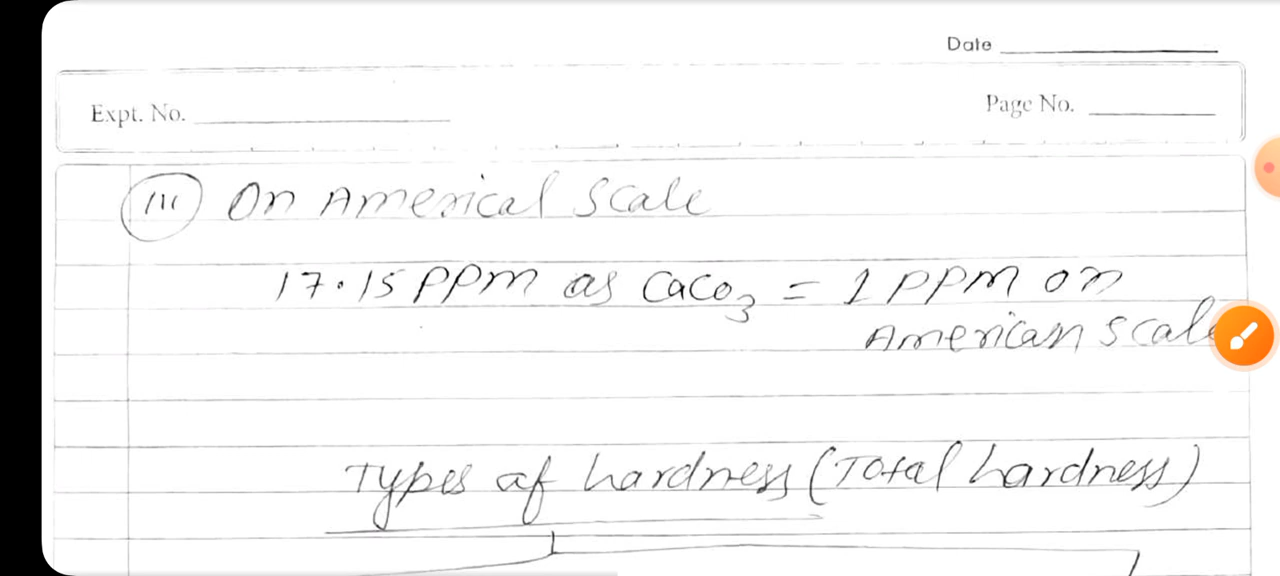 Date
Expt. No.
Page No.
(III) On Americal Scale
17.15 PPm as CaCO3 = 1 PPM on
American scale
Types of hardness (Total hardness)